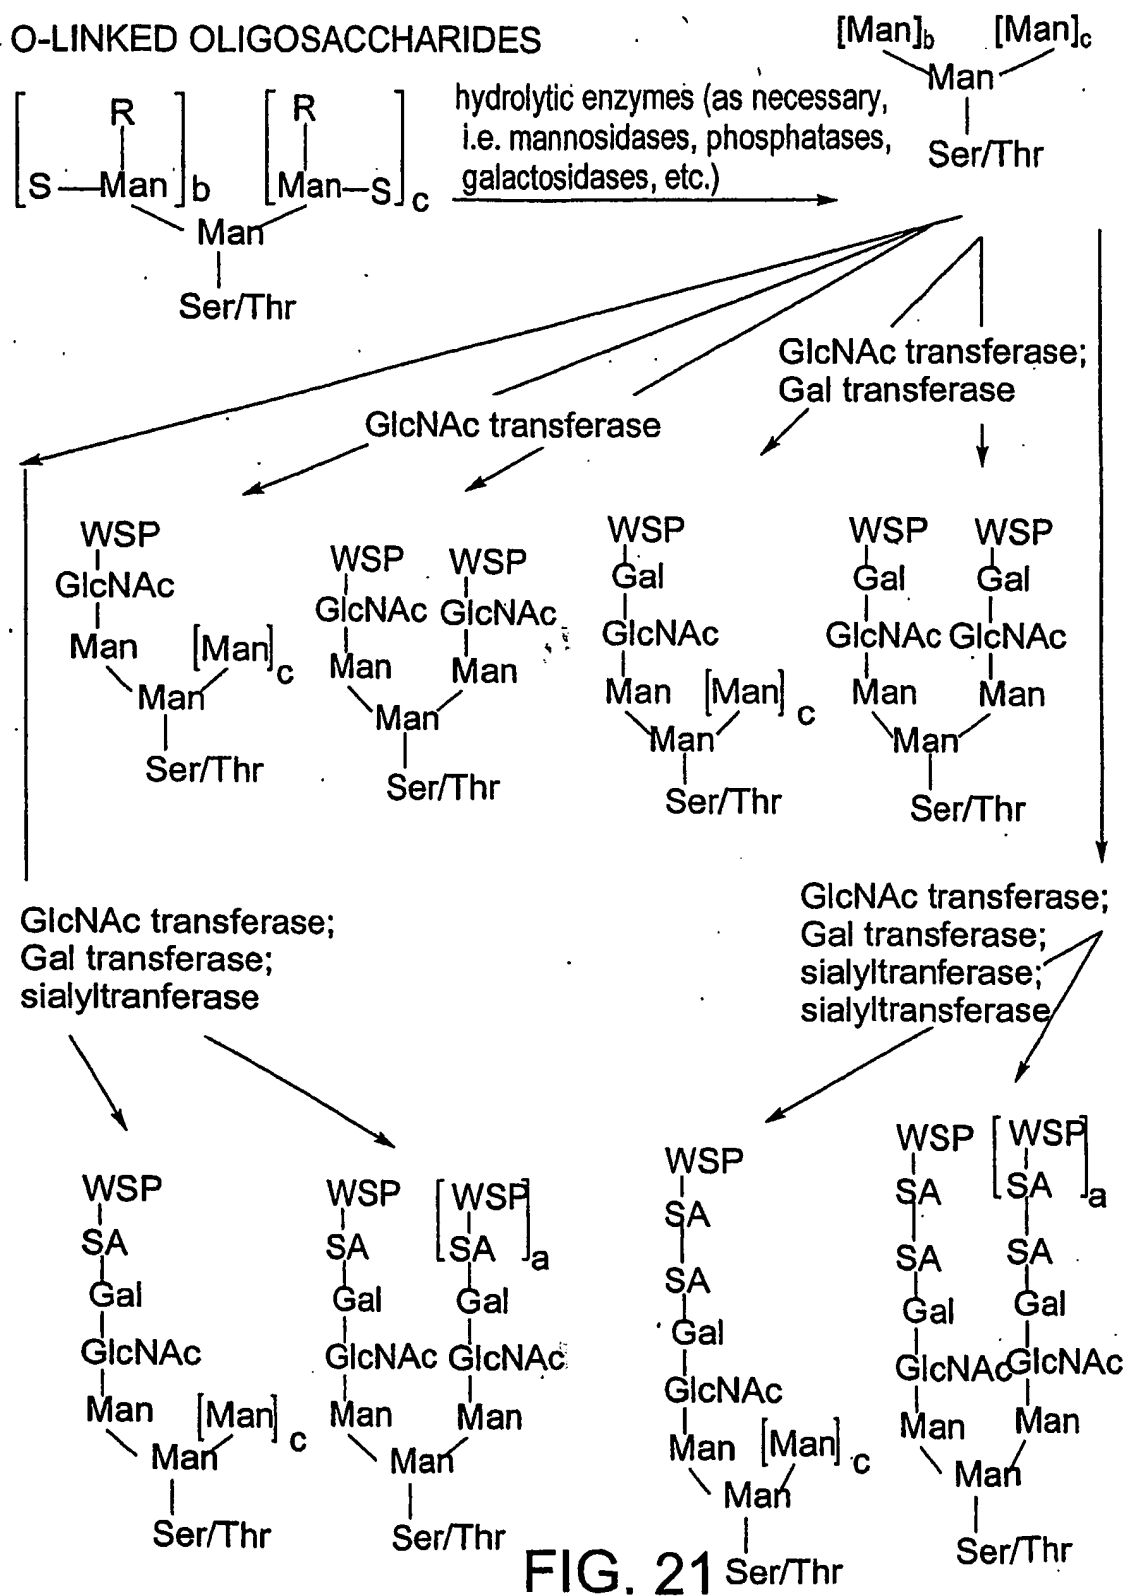 O-LINKED OLIGOSACCHARIDES
[Man]b [Man]c
Man
Ser/Thr
R R
[S—Man]b [Man—S]c
Man
Ser/Thr
hydrolytic enzymes (as necessary,
i.e. mannosidases, phosphatases,
galactosidases, etc.)
GlcNAc transferase;
Gal transferase
GlcNAc transferase
WSP
GlcNAc
Man [Man]c
Man
Ser/Thr
WSP WSP
GlcNAc GlcNAc
Man Man
Man
Ser/Thr
WSP
Gal
GlcNAc
Man [Man]c
Man
Ser/Thr
WSP WSP
Gal Gal
GlcNAc GlcNAc
Man Man
Man
Ser/Thr
GlcNAc transferase;
Gal transferase;
sialyltranferase
GlcNAc transferase;
Gal transferase;
sialyltranferase;
sialyltransferase
WSP
SA
Gal
GlcNAc
Man [Man]c
Man
Ser/Thr
WSP [WSP
SA SA]a
Gal Gal
GlcNAc GlcNAc
Man Man
Man
Ser/Thr
WSP
SA
SA
Gal
GlcNAc
Man [Man]c
Man
Ser/Thr
WSP [WSP
SA SA]a
SA SA
Gal Gal
GlcNAc GlcNAc
Man Man
Man
Ser/Thr
FIG. 21